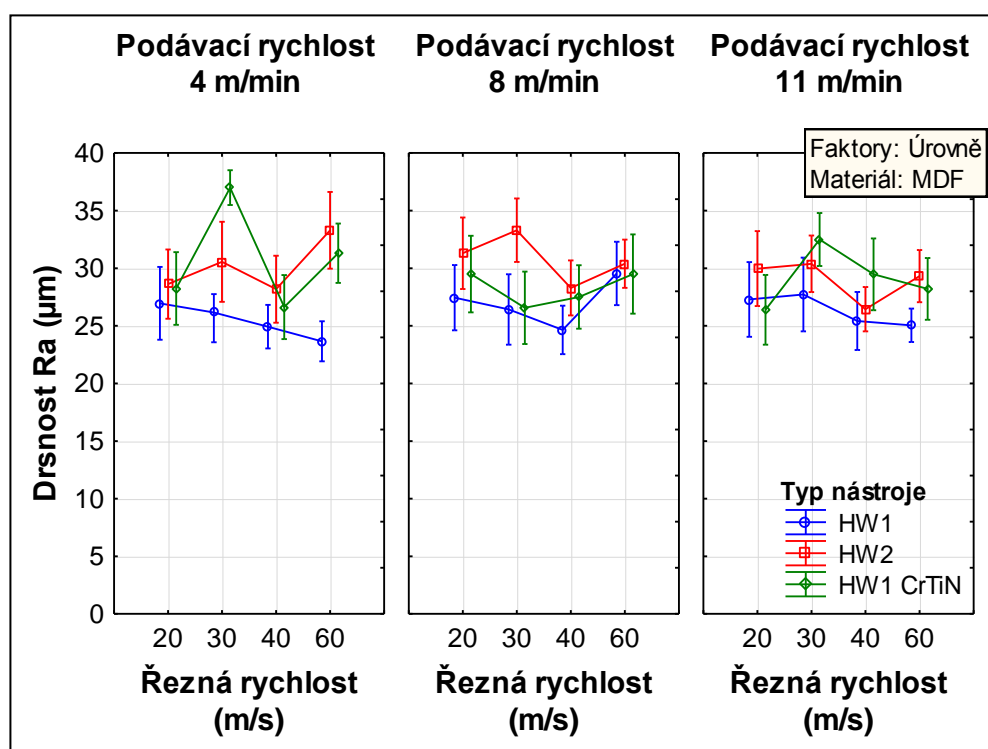 Podávací rychlost
4 m/min
Podávací rychlost
8 m/min
Podávací rychlost
11 m/min
Faktory: Úrovně
Materiál: MDF
Drsnost Ra (µm)
40
35
30
25
20
15
10
5
0
Typ nástroje
HW1
HW2
HW1 CrTiN
20 30 40 60
20 30 40 60
20 30 40 60
Řezná rychlost
(m/s)
Řezná rychlost
(m/s)
Řezná rychlost
(m/s)